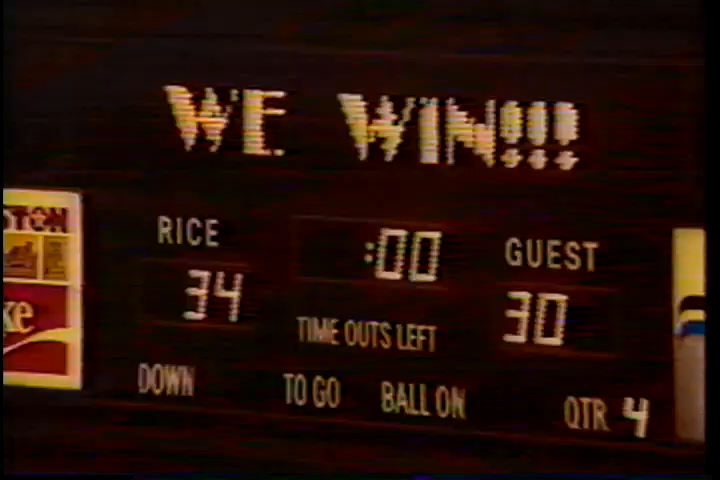 WE WIN!!!
RICE :00 GUEST
34 30
TIME OUTS LEFT
DOWN TO GO BALL ON QTR 4